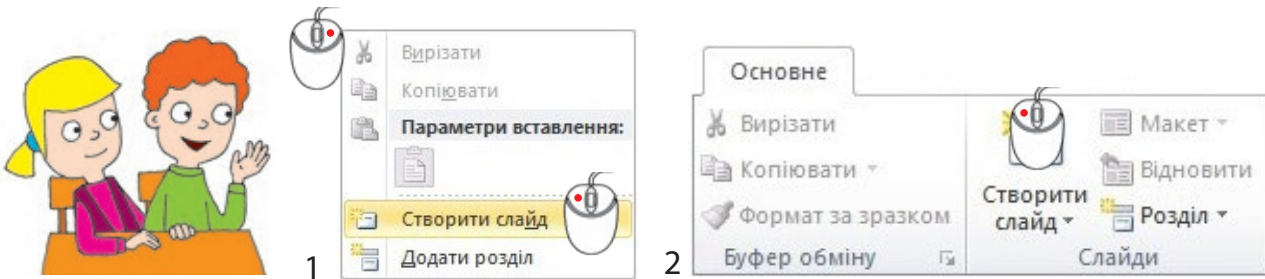 1
Вирізати
Копіювати
Параметри вставлення:
Створити слайд
Додати розділ
2
Основне
Вирізати
Копіювати
Формат за зразком
Буфер обміну
Створити
слайд
Макет
Відновити
Розділ
Слайди